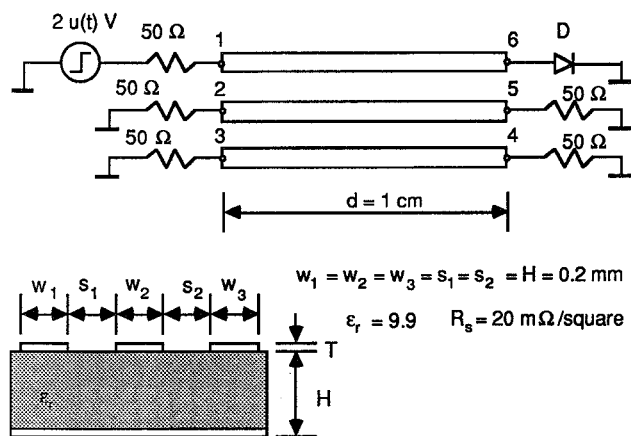 2 u(t) V
50 Ω
1
6
D
50 Ω
2
5
50 Ω
50 Ω
3
4
50 Ω
d = 1 cm
w1 s1 w2 s2 w3
w1 = w2 = w3 = s1 = s2 = H = 0.2 mm
εr = 9.9 Rs = 20 mΩ/square
T
H
εr